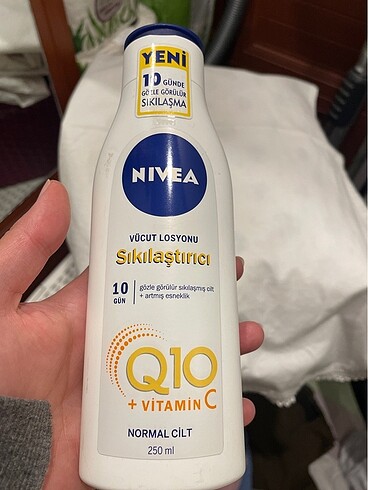 YENİ
10 GÜNDE
GÖZLE GÖRÜLÜR
SIKILAŞMA
NIVEA
VÜCUT LOSYONU
Sıkılaştırıcı
10
GÜN
gözle görülür sıkılaşmış cilt
+ artmış esneklik
Q10
+ VİTAMİN C
NORMAL CİLT
250 ml